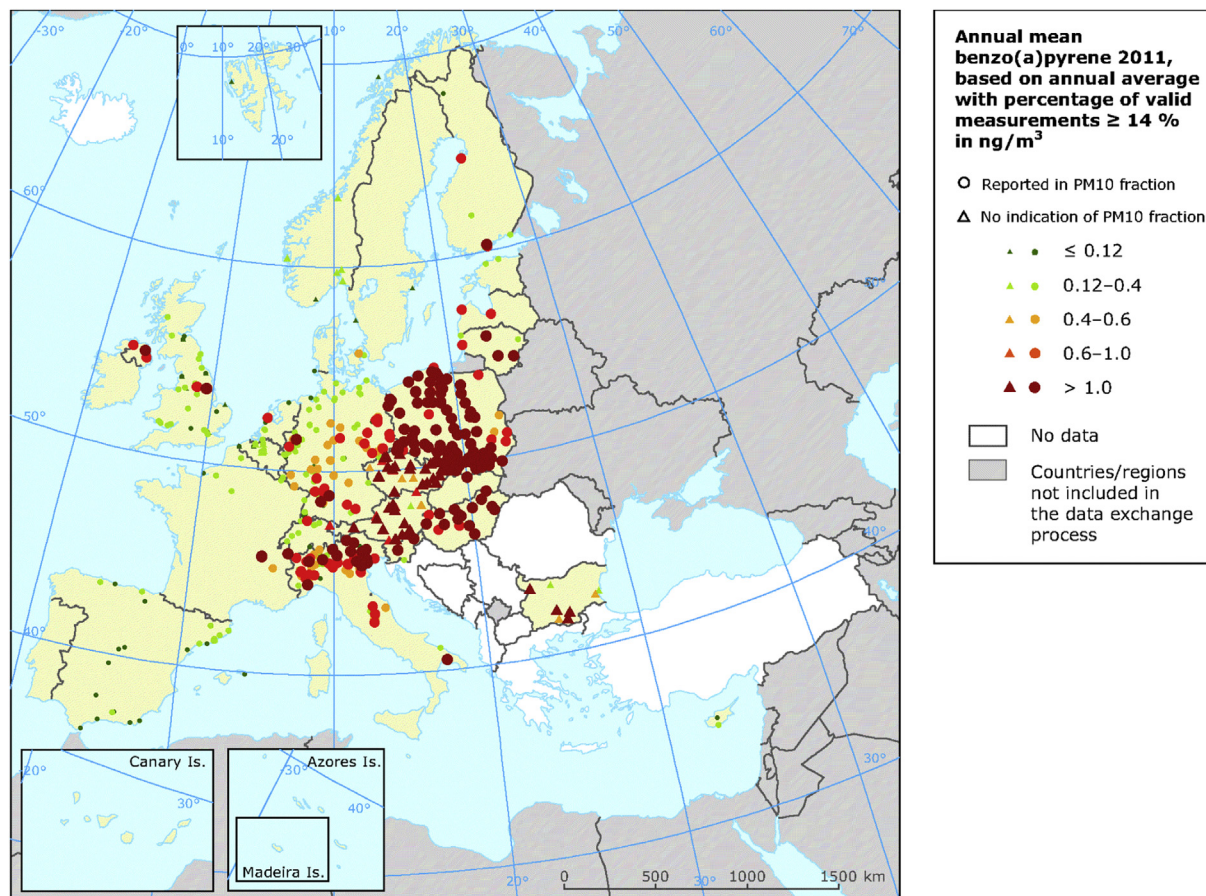 -30°
-20°
-10°
0°
10°
20°
30°
40°
50°
60°
70°
0°
10°
20°
30°
10°
20°
60°
50°
40°
50°
40°
30°
0°
10°
20°
Canary Is.
-20°
30°
Azores Is.
-30°
40°
Madeira Is.
0 500 1000 1500 km
Annual mean
benzo(a)pyrene 2011,
based on annual average
with percentage of valid
measurements ≥ 14 %
in ng/m³
Reported in PM10 fraction
No indication of PM10 fraction
≤ 0.12
0.12–0.4
0.4–0.6
0.6–1.0
> 1.0
No data
Countries/regions
not included in
the data exchange
process